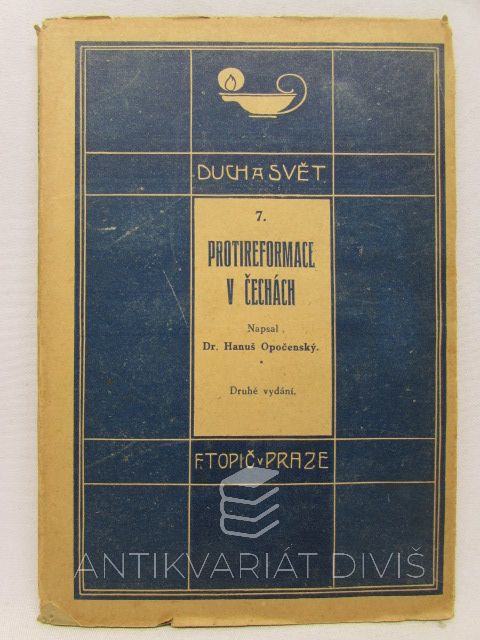 DUCH A SVĚT
7.
PROTIREFORMACE
V ČECHÁCH
Napsal
Dr. Hanuš Opočenský.
Druhé vydání.
F. TOPIČ V PRAZE
ANTIKVARIÁT DIVIŠ